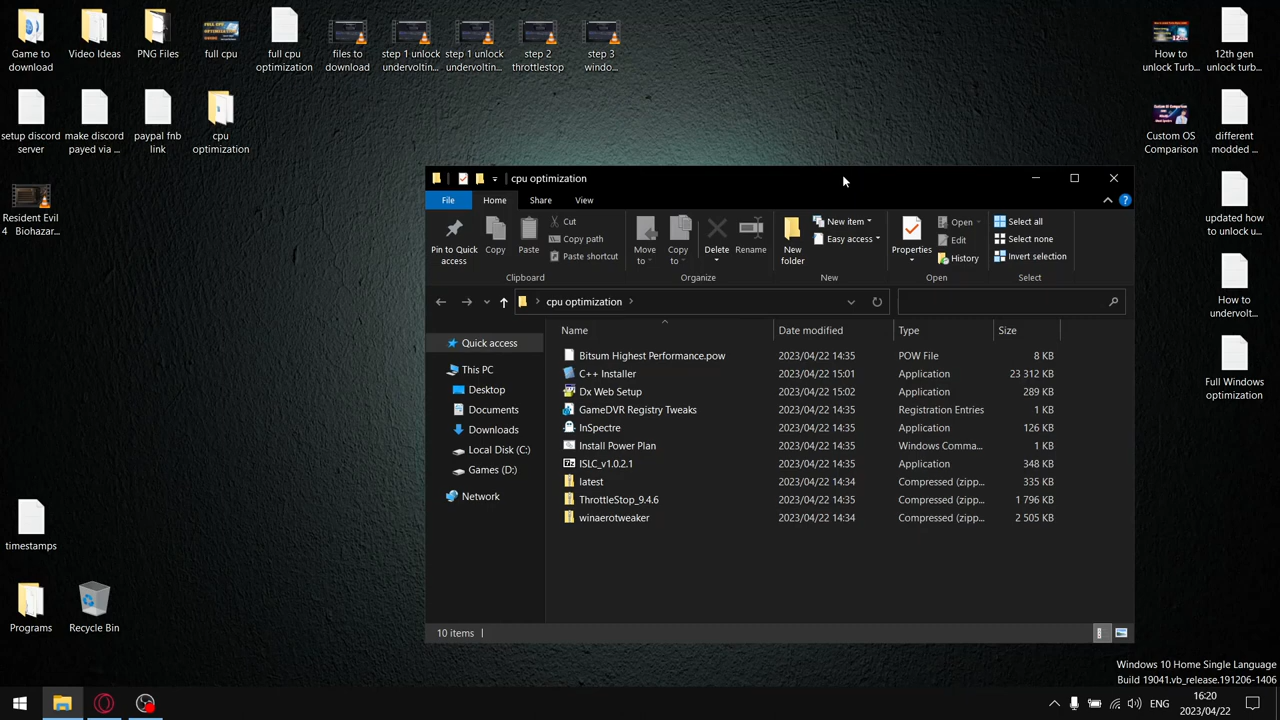 Game to
download
Video Ideas
PNG Files
full cpu
full cpu
optimization
files to
download
step 1 unlock
undervoltin...
step 1 unlock
undervoltin...
step 2
throttlestop
step 3
windo...
How to
unlock Turb...
12th gen
unlock turb...
setup discord
server
make discord
payed via ...
paypal fnb
link
cpu
optimization
Custom OS
Comparison
different
modded ...
Resident Evil
4 Biohazar...
updated how
to unlock u...
How to
undervolt...
Full Windows
optimization
timestamps
Programs
Recycle Bin
cpu optimization
File
Home
Share
View
Pin to Quick
access
Copy
Paste
Cut
Copy path
Paste shortcut
Clipboard
Move
to
Copy
to
Delete
Rename
Organize
New
folder
New item
Easy access
New
Properties
Open
Edit
History
Open
Select all
Select none
Invert selection
Select
cpu optimization
Quick access
This PC
Desktop
Documents
Downloads
Local Disk (C:)
Games (D:)
Network
Name Date modified Type Size
Bitsum Highest Performance.pow 2023/04/22 14:35 POW File 8 KB
C++ Installer 2023/04/22 15:01 Application 23 312 KB
Dx Web Setup 2023/04/22 15:02 Application 289 KB
GameDVR Registry Tweaks 2023/04/22 14:35 Registration Entries 1 KB
InSpectre 2023/04/22 14:35 Application 126 KB
Install Power Plan 2023/04/22 14:35 Windows Comma... 1 KB
ISLC_v1.0.2.1 2023/04/22 14:35 Application 348 KB
latest 2023/04/22 14:34 Compressed (zipp... 335 KB
ThrottleStop_9.4.6 2023/04/22 14:35 Compressed (zipp... 1 796 KB
winaerotweaker 2023/04/22 14:34 Compressed (zipp... 2 505 KB
10 items
Windows 10 Home Single Language
Build 19041.vb_release.191206-1406
ENG
16:20
2023/04/22